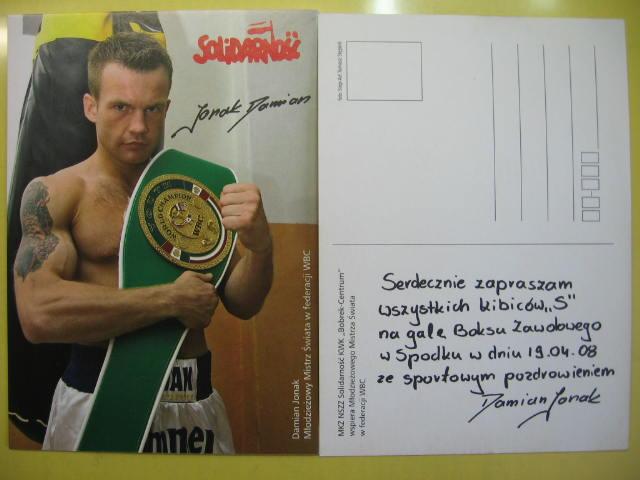 SOLIDARNOŚĆ
Jonak Damian
WORLD CHAMPION
WBC
Damian Jonak
Młodzieżowy Mistrz Świata w federacji WBC
MKZ NSZZ Solidarność KWK „Bobrek-Centrum”
wspiera Młodzieżowego Mistrza Świata
w federacji WBC
Serdecznie zapraszam
wszystkich kibiców „S”
na galę Boksu Zawodowego
w Spodku w dniu 19.04.08
ze sportowym pozdrowieniem
Damian Jonak